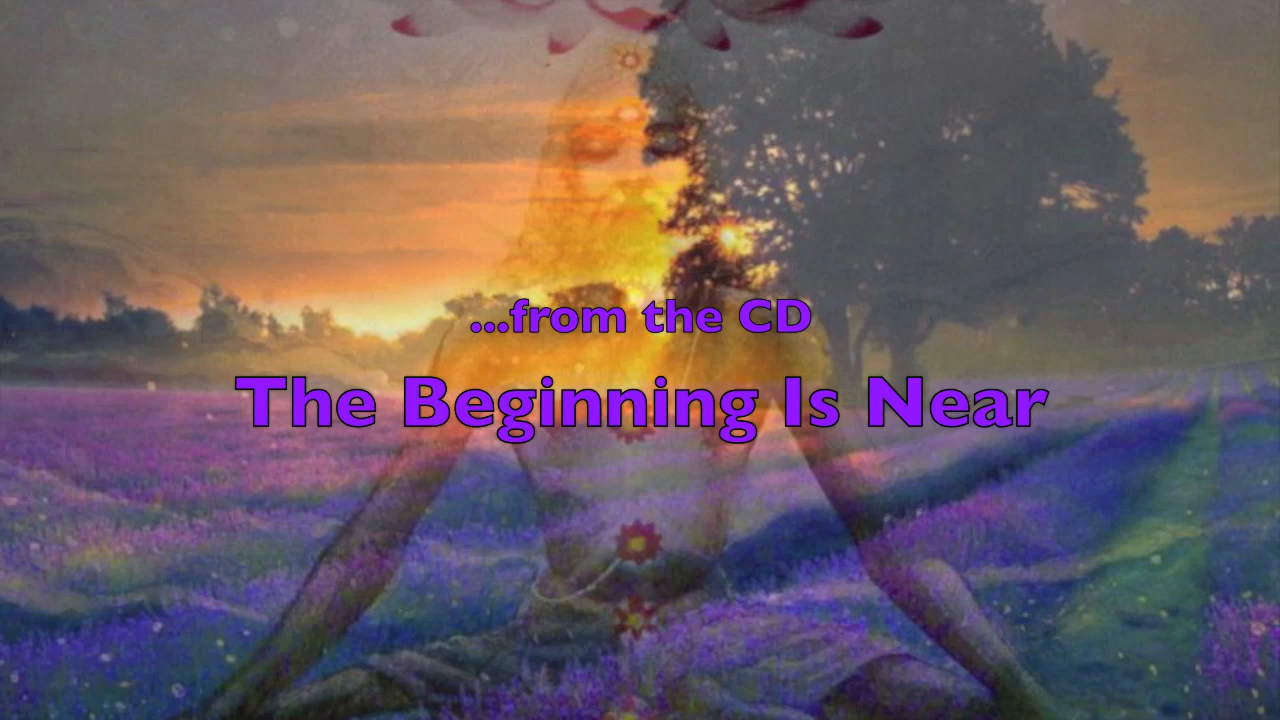 ...from the CD
The Beginning Is Near